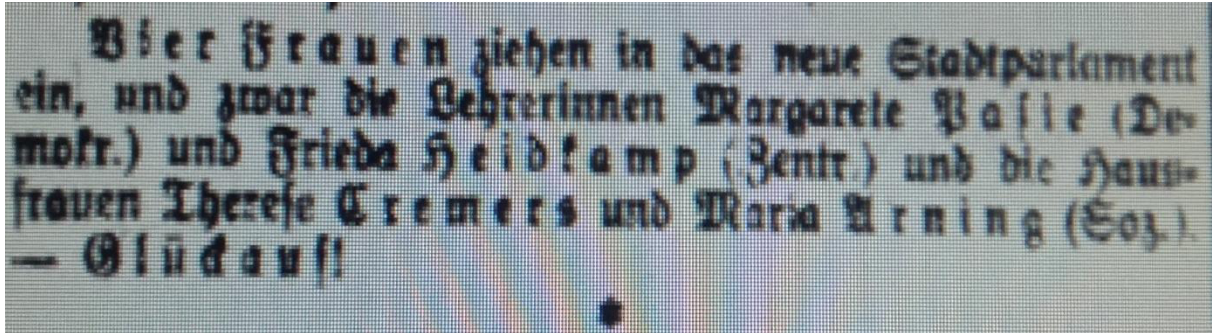 Vier Frauen ziehen in das neue Stadtparlament
ein, und zwar die Lehrerinnen Margarete Pasie (De-
mokr.) und Frieda Heidkamp (Zentr.) und die Haus-
frauen Therese Cremers und Maria Arning (Soz.).
— Glückauf!